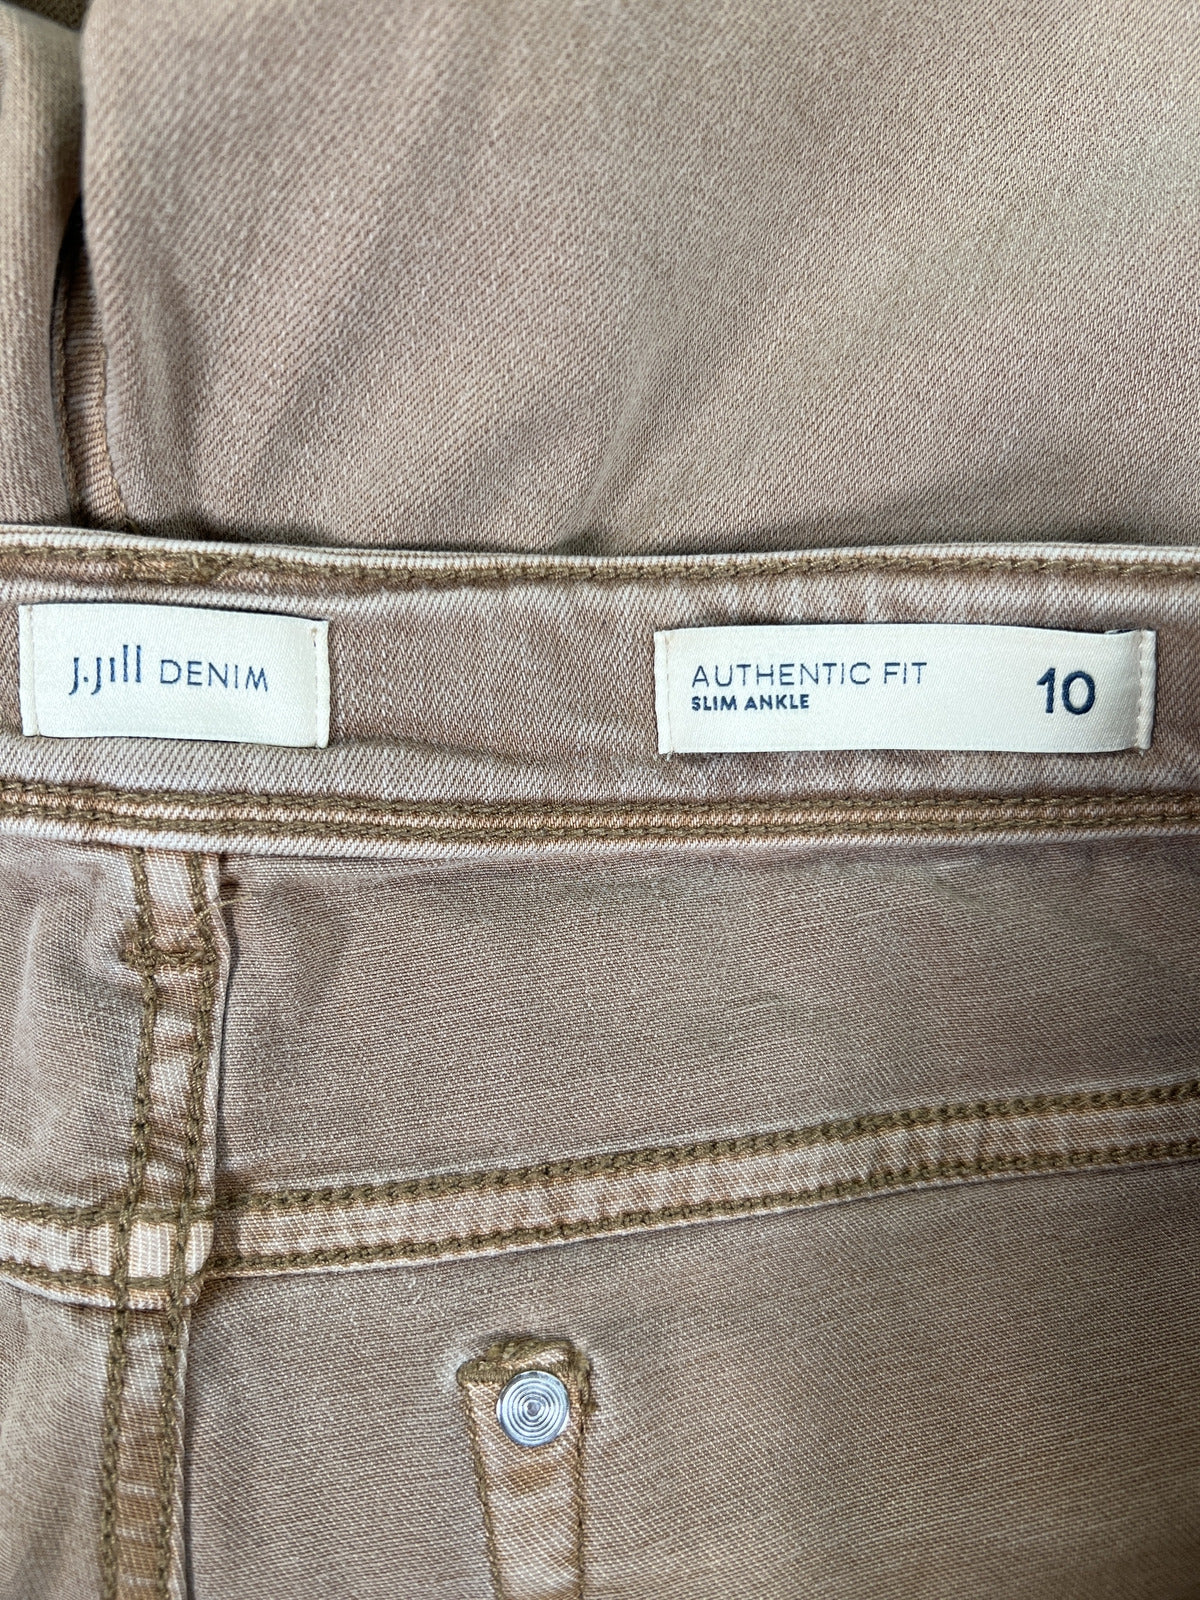 J.Jill DENIM
AUTHENTIC FIT
SLIM ANKLE
10